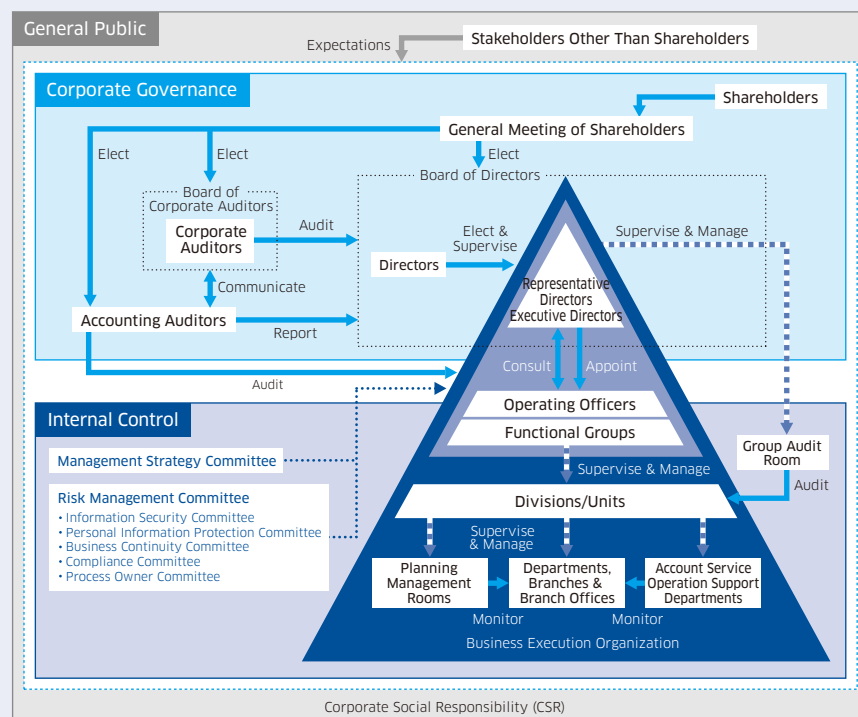 General Public
Stakeholders Other Than Shareholders
Expectations
Corporate Governance
Shareholders
General Meeting of Shareholders
Elect
Elect
Elect
Board of Directors
Board of
Corporate Auditors
Corporate
Auditors
Audit
Elect &
Supervise
Supervise & Manage
Directors
Representative
Directors
Executive Directors
Communicate
Accounting Auditors
Report
Consult
Appoint
Audit
Operating Officers
Internal Control
Functional Groups
Group Audit
Room
Management Strategy Committee
Supervise & Manage
Audit
Risk Management Committee
・Information Security Committee
・Personal Information Protection Committee
・Business Continuity Committee
・Compliance Committee
・Process Owner Committee
Divisions/Units
Supervise
& Manage
Planning
Management
Rooms
Departments,
Branches &
Branch Offices
Account Service
Operation Support
Departments
Monitor
Monitor
Business Execution Organization
Corporate Social Responsibility (CSR)